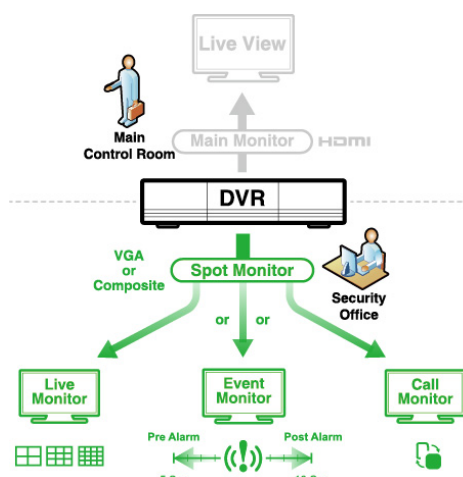 Live View
Main
Control Room
Main Monitor
HDMI
DVR
VGA
or
Composite
Spot Monitor
Security
Office
or
or
Live
Monitor
Event
Monitor
Call
Monitor
Pre Alarm
Post Alarm